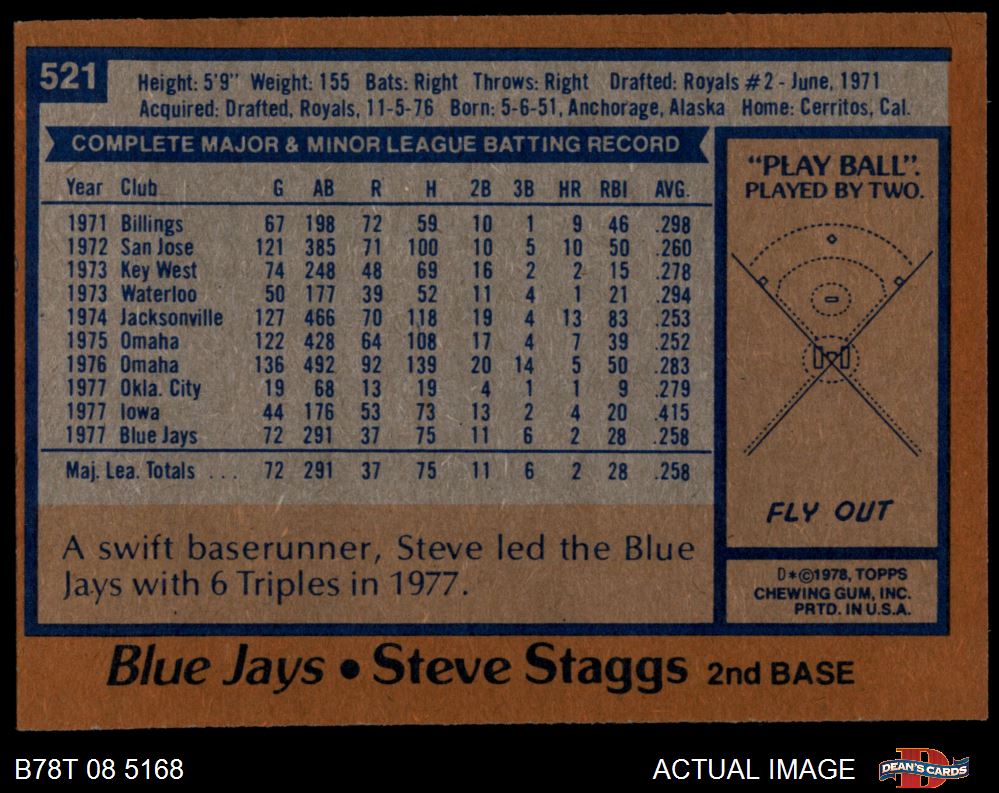 521
Height: 5'9" Weight: 155 Bats: Right Throws: Right Drafted: Royals #2 - June, 1971
Acquired: Drafted, Royals, 11-5-76 Born: 5-6-51, Anchorage, Alaska Home: Cerritos, Cal.
COMPLETE MAJOR & MINOR LEAGUE BATTING RECORD
Year Club G AB R H 2B 3B HR RBI AVG.
1971 Billings 67 198 72 59 10 1 9 46 .298
1972 San Jose 121 385 71 100 10 5 10 50 .260
1973 Key West 74 248 48 69 16 2 2 15 .278
1973 Waterloo 50 177 39 52 11 4 1 21 .294
1974 Jacksonville 127 466 70 118 19 4 13 83 .253
1975 Omaha 122 428 64 108 17 4 7 39 .252
1976 Omaha 136 492 92 139 20 14 5 50 .283
1977 Okla. City 19 68 13 19 4 1 1 9 .279
1977 Iowa 44 176 53 73 13 2 4 20 .415
1977 Blue Jays 72 291 37 75 11 6 2 28 .258
Maj. Lea. Totals . . . 72 291 37 75 11 6 2 28 .258
A swift baserunner, Steve led the Blue
Jays with 6 Triples in 1977.
"PLAY BALL".
PLAYED BY TWO.
FLY OUT
D*©1978, TOPPS
CHEWING GUM, INC.
PRTD. IN U.S.A.
Blue Jays • Steve Staggs 2nd BASE
B78T 08 5168
ACTUAL IMAGE
DEAN'S CARDS